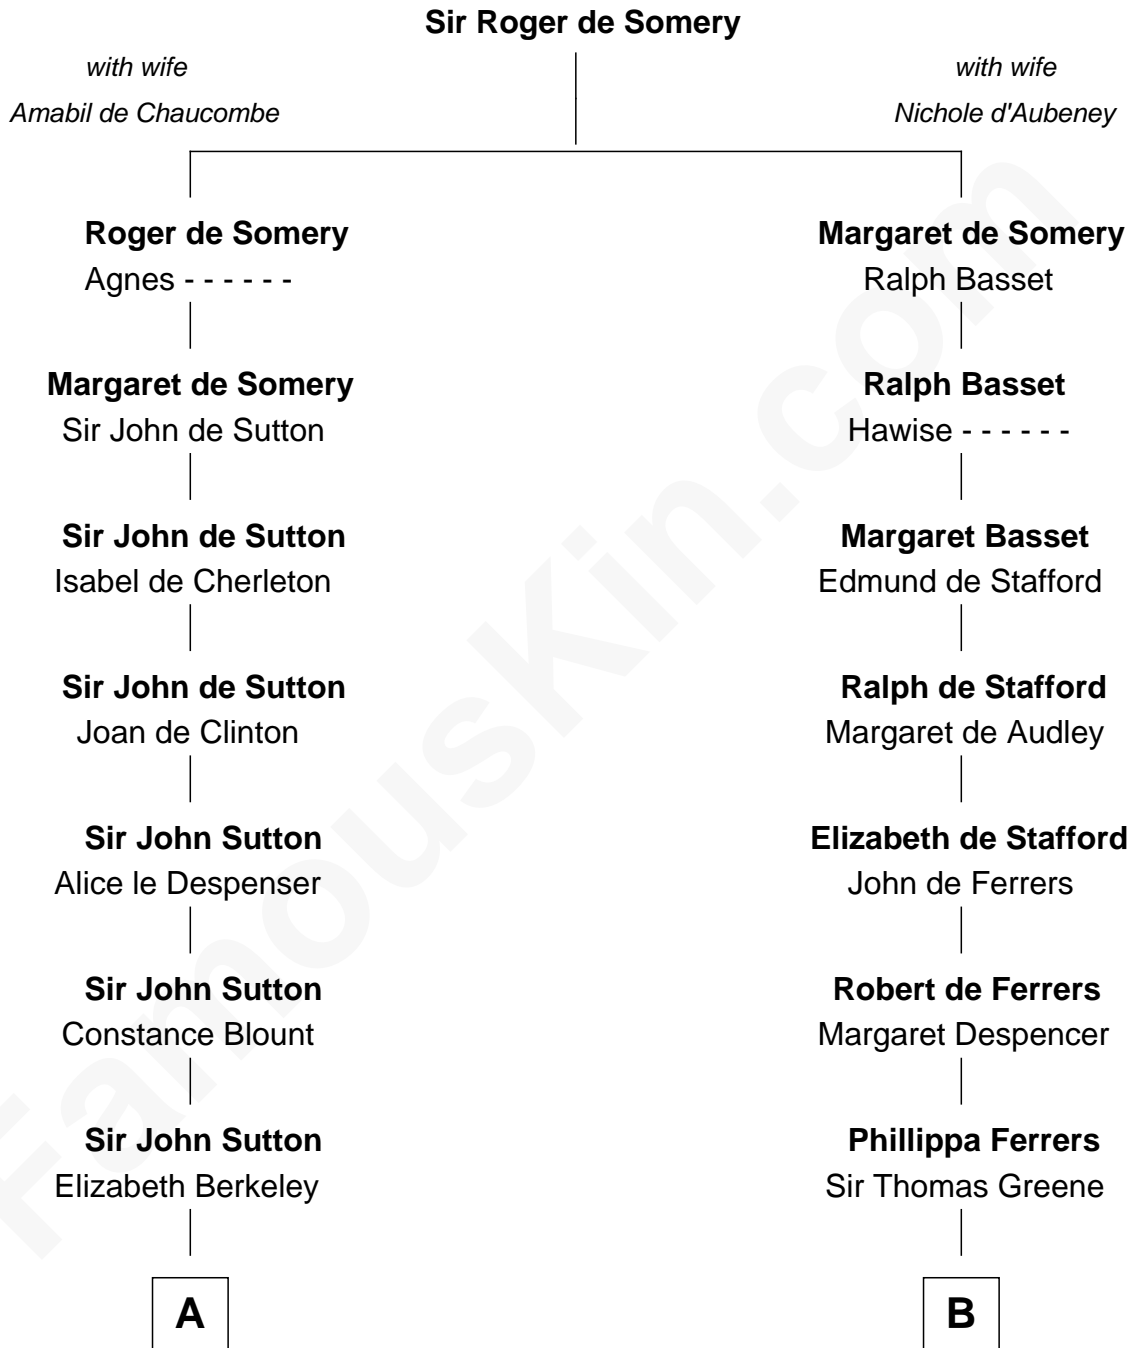 Sir Roger de Somery
with wife
Amabil de Chaucombe
with wife
Nichole d'Aubeney
Roger de Somery
Agnes - - - - - -
Margaret de Somery
Sir John de Sutton
Sir John de Sutton
Isabel de Cherleton
Sir John de Sutton
Joan de Clinton
Sir John Sutton
Alice le Despenser
Sir John Sutton
Constance Blount
Sir John Sutton
Elizabeth Berkeley
A
Margaret de Somery
Ralph Basset
Ralph Basset
Hawise - - - - - -
Margaret Basset
Edmund de Stafford
Ralph de Stafford
Margaret de Audley
Elizabeth de Stafford
John de Ferrers
Robert de Ferrers
Margaret Despencer
Phillippa Ferrers
Sir Thomas Greene
B
FamousKin.com